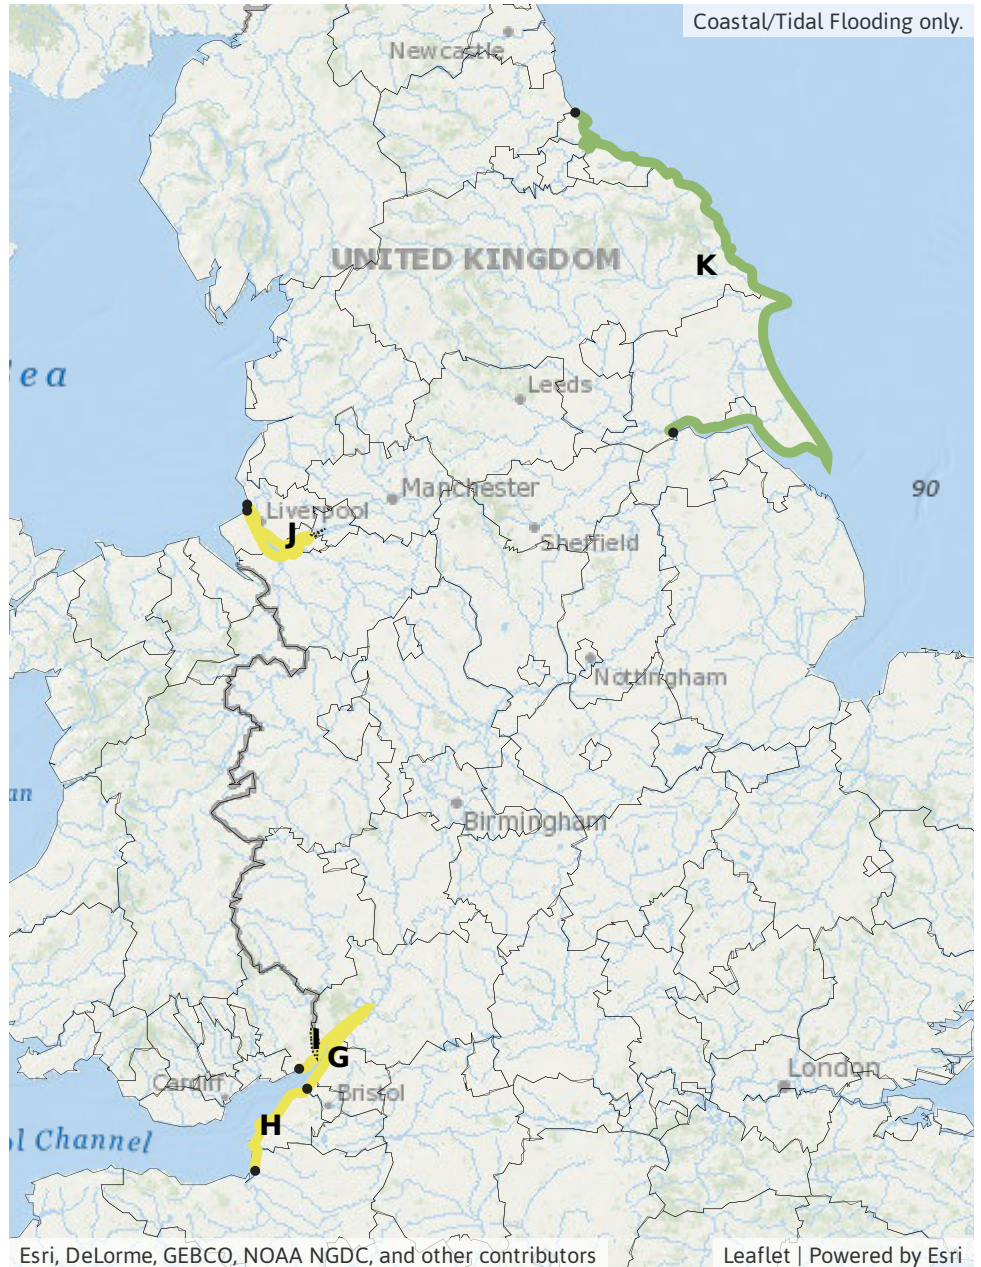 Coastal/Tidal Flooding only.
Newcastle
UNITED KINGDOM
K
ea
Leeds
90
Manchester
Liverpool
J
Sheffield
Nottingham
an
Birmingham
I
G
London
Cardiff
Bristol
H
ol Channel
Esri, DeLorme, GEBCO, NOAA NGDC, and other contributors
Leaflet | Powered by Esri